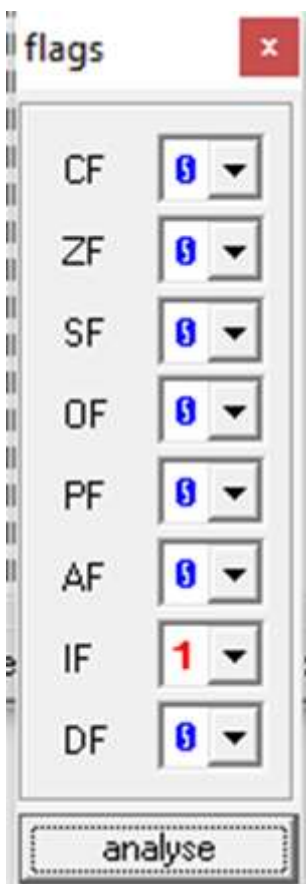 flags x
CF 0
ZF 0
SF 0
OF 0
PF 0
AF 0
IF 1
DF 0
analyse